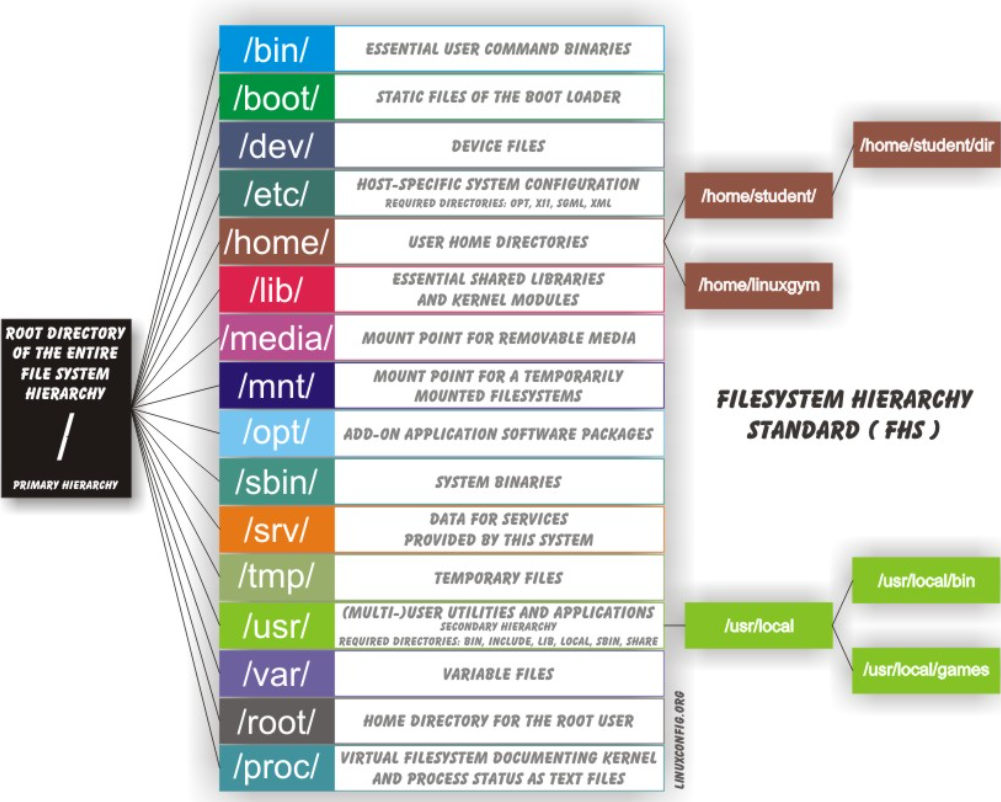 /bin/
ESSENTIAL USER COMMAND BINARIES
/boot/
STATIC FILES OF THE BOOT LOADER
/dev/
DEVICE FILES
/etc/
HOST-SPECIFIC SYSTEM CONFIGURATION
REQUIRED DIRECTORIES: OPT, X11, SGML, XML
/home/
USER HOME DIRECTORIES
/home/student/
/home/student/dir
/home/linuxgym
/lib/
ESSENTIAL SHARED LIBRARIES
AND KERNEL MODULES
/media/
MOUNT POINT FOR REMOVABLE MEDIA
/mnt/
MOUNT POINT FOR A TEMPORARILY
MOUNTED FILESYSTEMS
/opt/
ADD-ON APPLICATION SOFTWARE PACKAGES
/sbin/
SYSTEM BINARIES
/srv/
DATA FOR SERVICES
PROVIDED BY THIS SYSTEM
/tmp/
TEMPORARY FILES
/usr/
(MULTI-)USER UTILITIES AND APPLICATIONS
SECONDARY HIERARCHY
REQUIRED DIRECTORIES: BIN, INCLUDE, LIB, LOCAL, SBIN, SHARE
/usr/local
/usr/local/bin
/usr/local/games
/var/
VARIABLE FILES
/root/
HOME DIRECTORY FOR THE ROOT USER
/proc/
VIRTUAL FILESYSTEM DOCUMENTING KERNEL
AND PROCESS STATUS AS TEXT FILES
ROOT DIRECTORY
OF THE ENTIRE
FILE SYSTEM
HIERARCHY
/
PRIMARY HIERARCHY
FILESYSTEM HIERARCHY
STANDARD ( FHS )
LINUXCONFIG.ORG